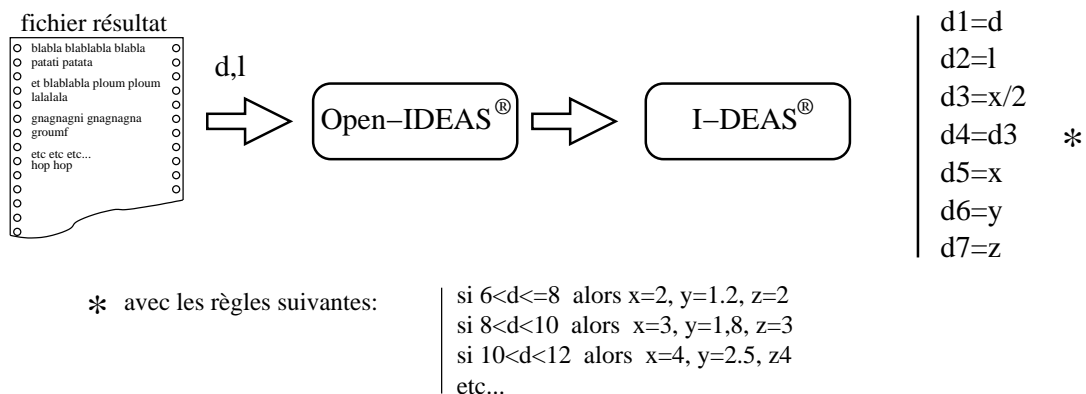 fichier résultat
blabla blablabla blabla
patati patata
et blablabla ploum ploum
lalalala
gnagnagni gnagnagna
groumf
etc etc etc...
hop hop
d,l
Open–IDEAS®
I–DEAS®
d1=d
d2=l
d3=x/2
d4=d3 *
d5=x
d6=y
d7=z
* avec les règles suivantes:
si 6<d<=8 alors x=2, y=1.2, z=2
si 8<d<10 alors x=3, y=1,8, z=3
si 10<d<12 alors x=4, y=2.5, z4
etc...